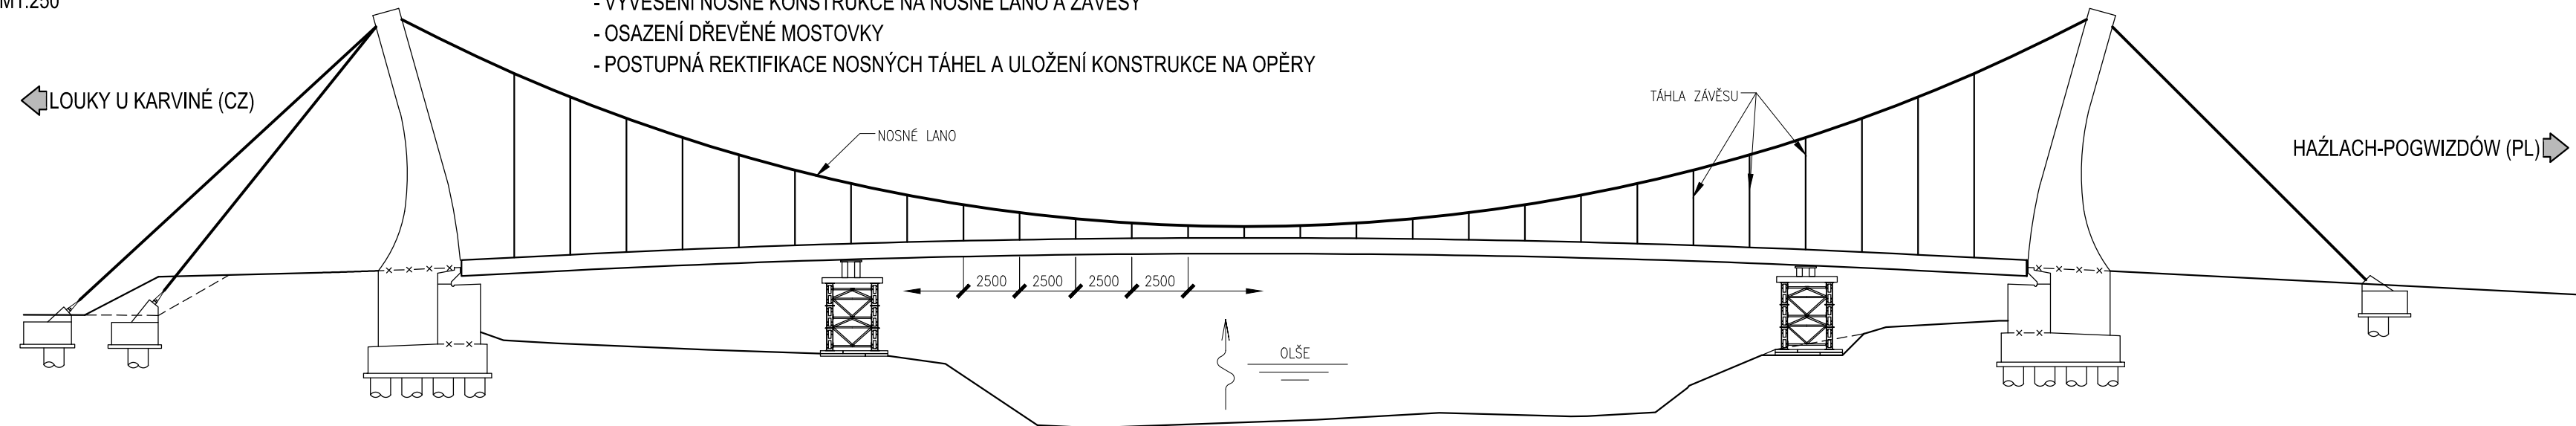 M1:250
- VYVĚŠENÍ NOSNÉ KONSTRUKCE NA NOSNÉ LANO A ZÁVĚSY
- OSAZENÍ DŘEVĚNÉ MOSTOVKY
- POSTUPNÁ REKTIFIKACE NOSNÝCH TÁHEL A ULOŽENÍ KONSTRUKCE NA OPĚRY
LOUKY U KARVINÉ (CZ)
TÁHLA ZÁVĚSU
NOSNÉ LANO
HAŹLACH-POGWIZDÓW (PL)
2500 2500 2500 2500
OLŠE